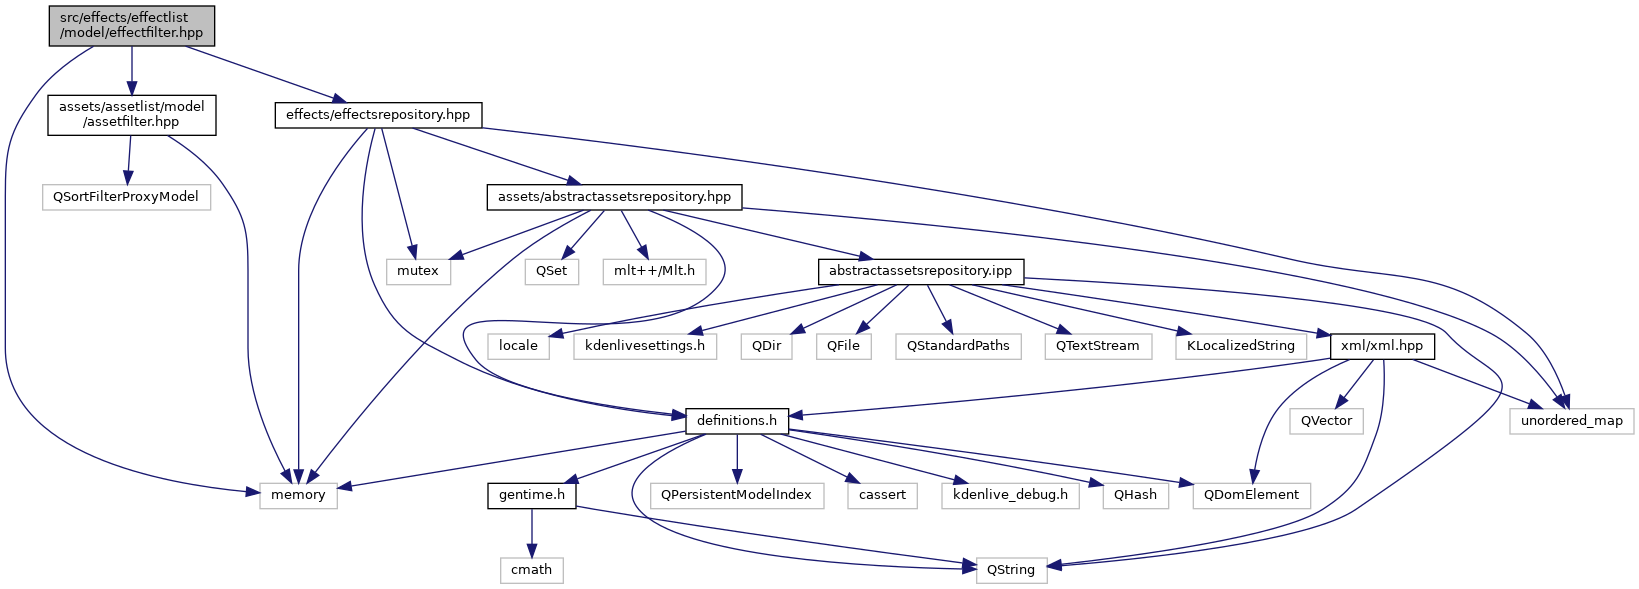 src/effects/effectlist
/model/effectfilter.hpp
assets/assetlist/model
/assetfilter.hpp
effects/effectsrepository.hpp
QSortFilterProxyModel
assets/abstractassetsrepository.hpp
mutex
QSet
mlt++/Mlt.h
abstractassetsrepository.ipp
locale
kdenlivesettings.h
QDir
QFile
QStandardPaths
QTextStream
KLocalizedString
xml/xml.hpp
definitions.h
QVector
unordered_map
memory
gentime.h
QPersistentModelIndex
cassert
kdenlive_debug.h
QHash
QDomElement
cmath
QString